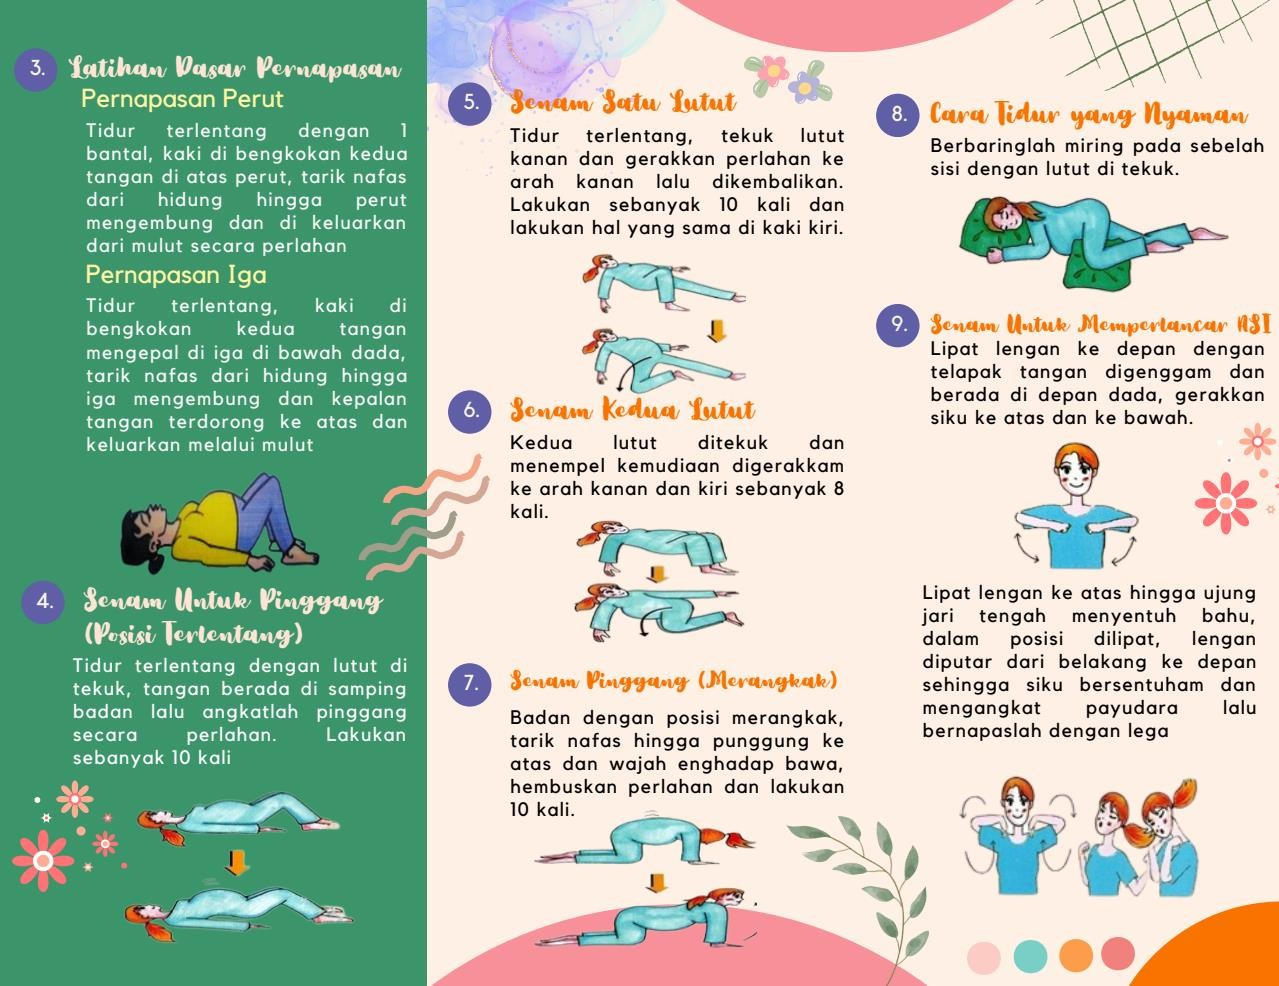 3.
Latihan Dasar Pernapasan
Pernapasan Perut
Tidur terlentang dengan 1
bantal, kaki di bengkokan kedua
tangan di atas perut, tarik nafas
dari hidung hingga perut
mengembung dan di keluarkan
dari mulut secara perlahan
Pernapasan Iga
Tidur terlentang, kaki di
bengkokan kedua tangan
mengepal di iga di bawah dada,
tarik nafas dari hidung hingga
iga mengembung dan kepalan
tangan terdorong ke atas dan
keluarkan melalui mulut
4.
Senam Untuk Pinggang
(Posisi Terlentang)
Tidur terlentang dengan lutut di
tekuk, tangan berada di samping
badan lalu angkatlah pinggang
secara perlahan. Lakukan
sebanyak 10 kali
5.
Senam Satu Lutut
Tidur terlentang, tekuk lutut
kanan dan gerakkan perlahan ke
arah kanan lalu dikembalikan.
Lakukan sebanyak 10 kali dan
lakukan hal yang sama di kaki kiri.
6.
Senam Kedua Lutut
Kedua lutut ditekuk dan
menempel kemudiaan digerakkam
ke arah kanan dan kiri sebanyak 8
kali.
7.
Senam Pinggang (Merangkak)
Badan dengan posisi merangkak,
tarik nafas hingga punggung ke
atas dan wajah enghadap bawa,
hembuskan perlahan dan lakukan
10 kali.
8.
Cara Tidur yang Nyaman
Berbaringlah miring pada sebelah
sisi dengan lutut di tekuk.
9.
Senam Untuk Memperlancar ASI
Lipat lengan ke depan dengan
telapak tangan digenggam dan
berada di depan dada, gerakkan
siku ke atas dan ke bawah.
Lipat lengan ke atas hingga ujung
jari tengah menyentuh bahu,
dalam posisi dilipat, lengan
diputar dari belakang ke depan
sehingga siku bersentuham dan
mengangkat payudara lalu
bernapaslah dengan lega